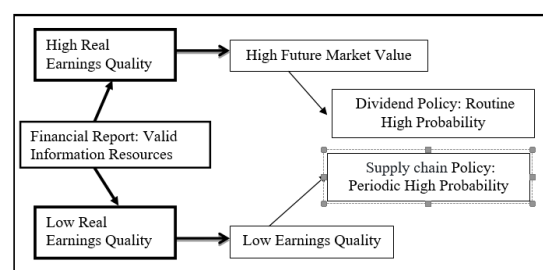 High Real
Earnings Quality
High Future Market Value
Dividend Policy: Routine
High Probability
Financial Report: Valid
Information Resources
Supply chain Policy:
Periodic High Probability
Low Real
Earnings Quality
Low Earnings Quality